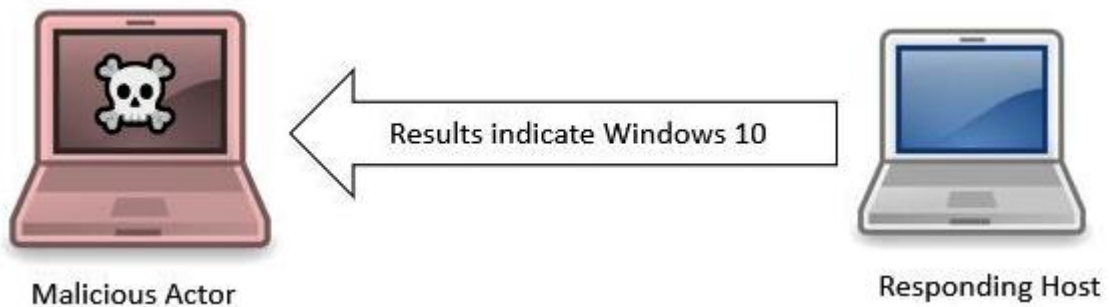 Results indicate Windows 10
Malicious Actor
Responding Host